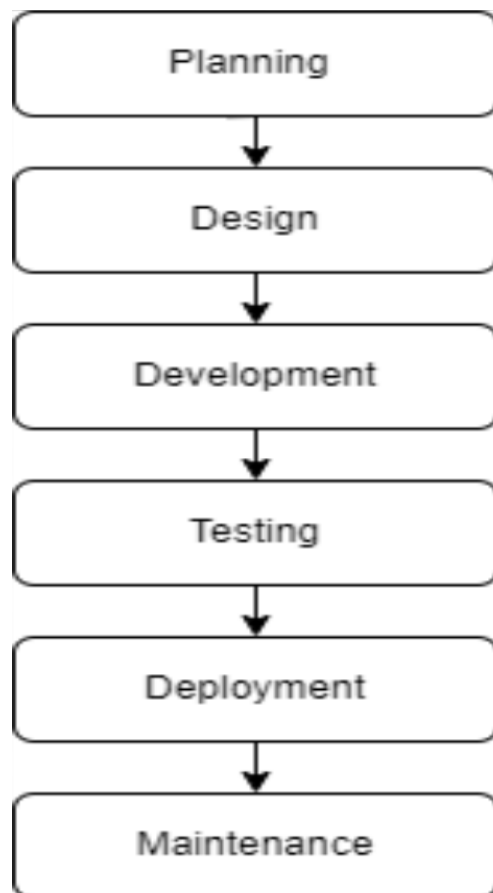 Planning
Design
Development
Testing
Deployment
Maintenance